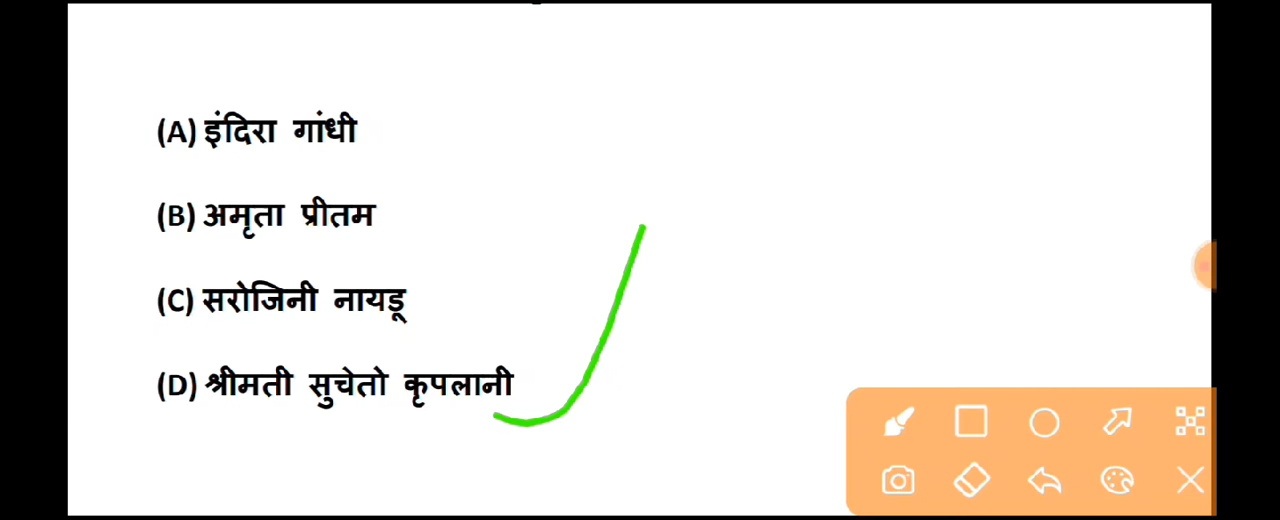 (A) इंदिरा गांधी
(B) अमृता प्रीतम
(C) सरोजिनी नायडू
(D) श्रीमती सुचेतो कृपलानी